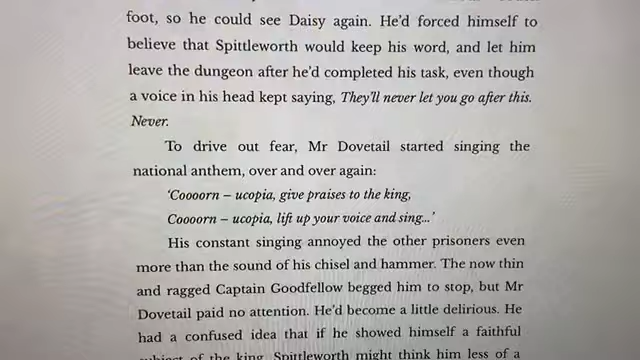 foot, so he could see Daisy again. He’d forced himself to
believe that Spittleworth would keep his word, and let him
leave the dungeon after he’d completed his task, even though
a voice in his head kept saying, They’ll never let you go after this.
Never.
To drive out fear, Mr Dovetail started singing the
national anthem, over and over again:
‘Coooorn – ucopia, give praises to the king,
Coooorn – ucopia, lift up your voice and sing…’
His constant singing annoyed the other prisoners even
more than the sound of his chisel and hammer. The now thin
and ragged Captain Goodfellow begged him to stop, but Mr
Dovetail paid no attention. He’d become a little delirious. He
had a confused idea that if he showed himself a faithful
subject of the king, Spittleworth might think him less of a